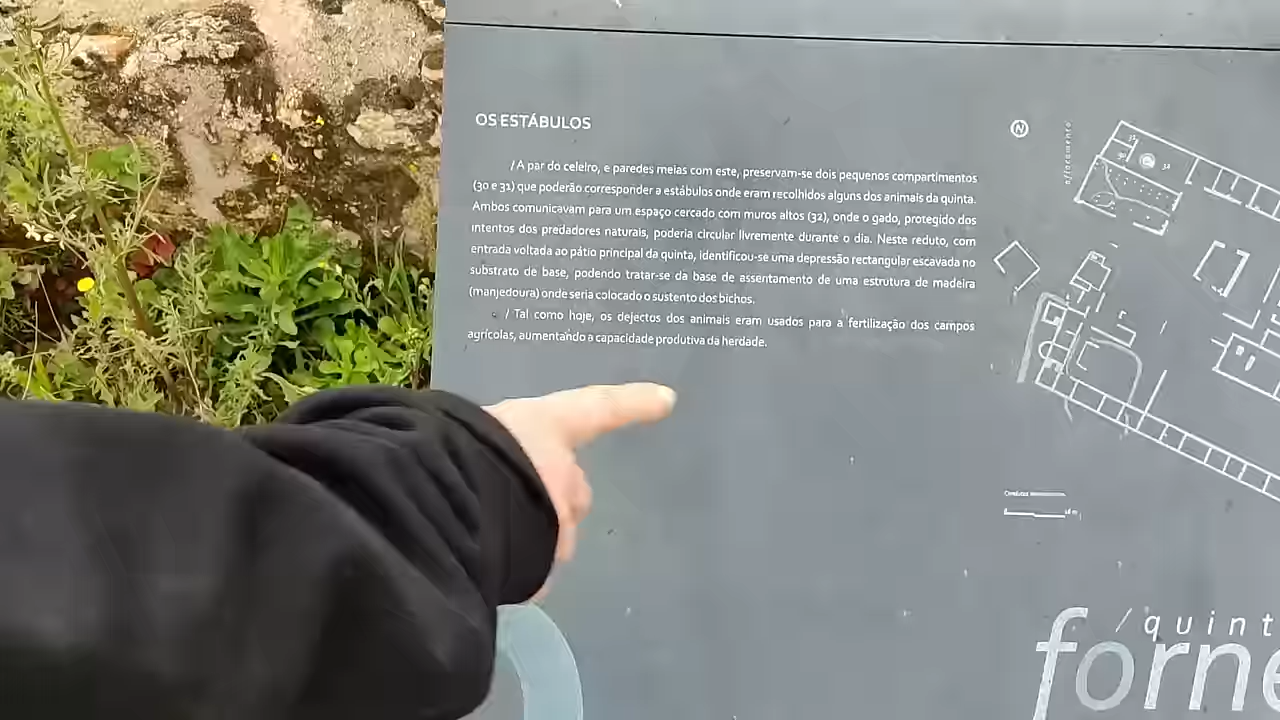 OS ESTÁBULOS
/ A par do celeiro, e paredes meias com este, preservam-se dois pequenos compartimentos
(30 e 31) que poderão corresponder a estábulos onde eram recolhidos alguns dos animais da quinta.
Ambos comunicavam para um espaço cercado com muros altos (32), onde o gado, protegido dos
intentos dos predadores naturais, poderia circular livremente durante o dia. Neste reduto, com
entrada voltada ao pátio principal da quinta, identificou-se uma depressão rectangular escavada no
substrato de base, podendo tratar-se da base de assentamento de uma estrutura de madeira
(manjedoura) onde seria colocado o sustento dos bichos.
/ Tal como hoje, os dejectos dos animais eram usados para a fertilização dos campos
agrícolas, aumentando a capacidade produtiva da herdade.
N
afloramento
32
/quint
forne